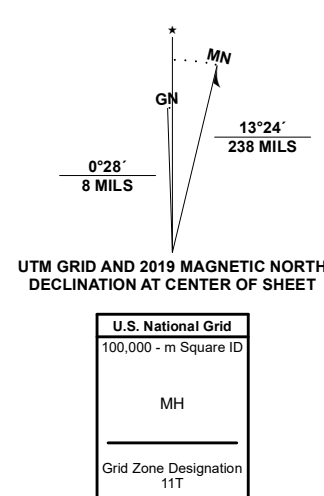 ★
MN
GN
13°24´
238 MILS
0°28´
8 MILS
UTM GRID AND 2019 MAGNETIC NORTH
DECLINATION AT CENTER OF SHEET
U.S. National Grid
100,000 - m Square ID
MH
Grid Zone Designation
11T